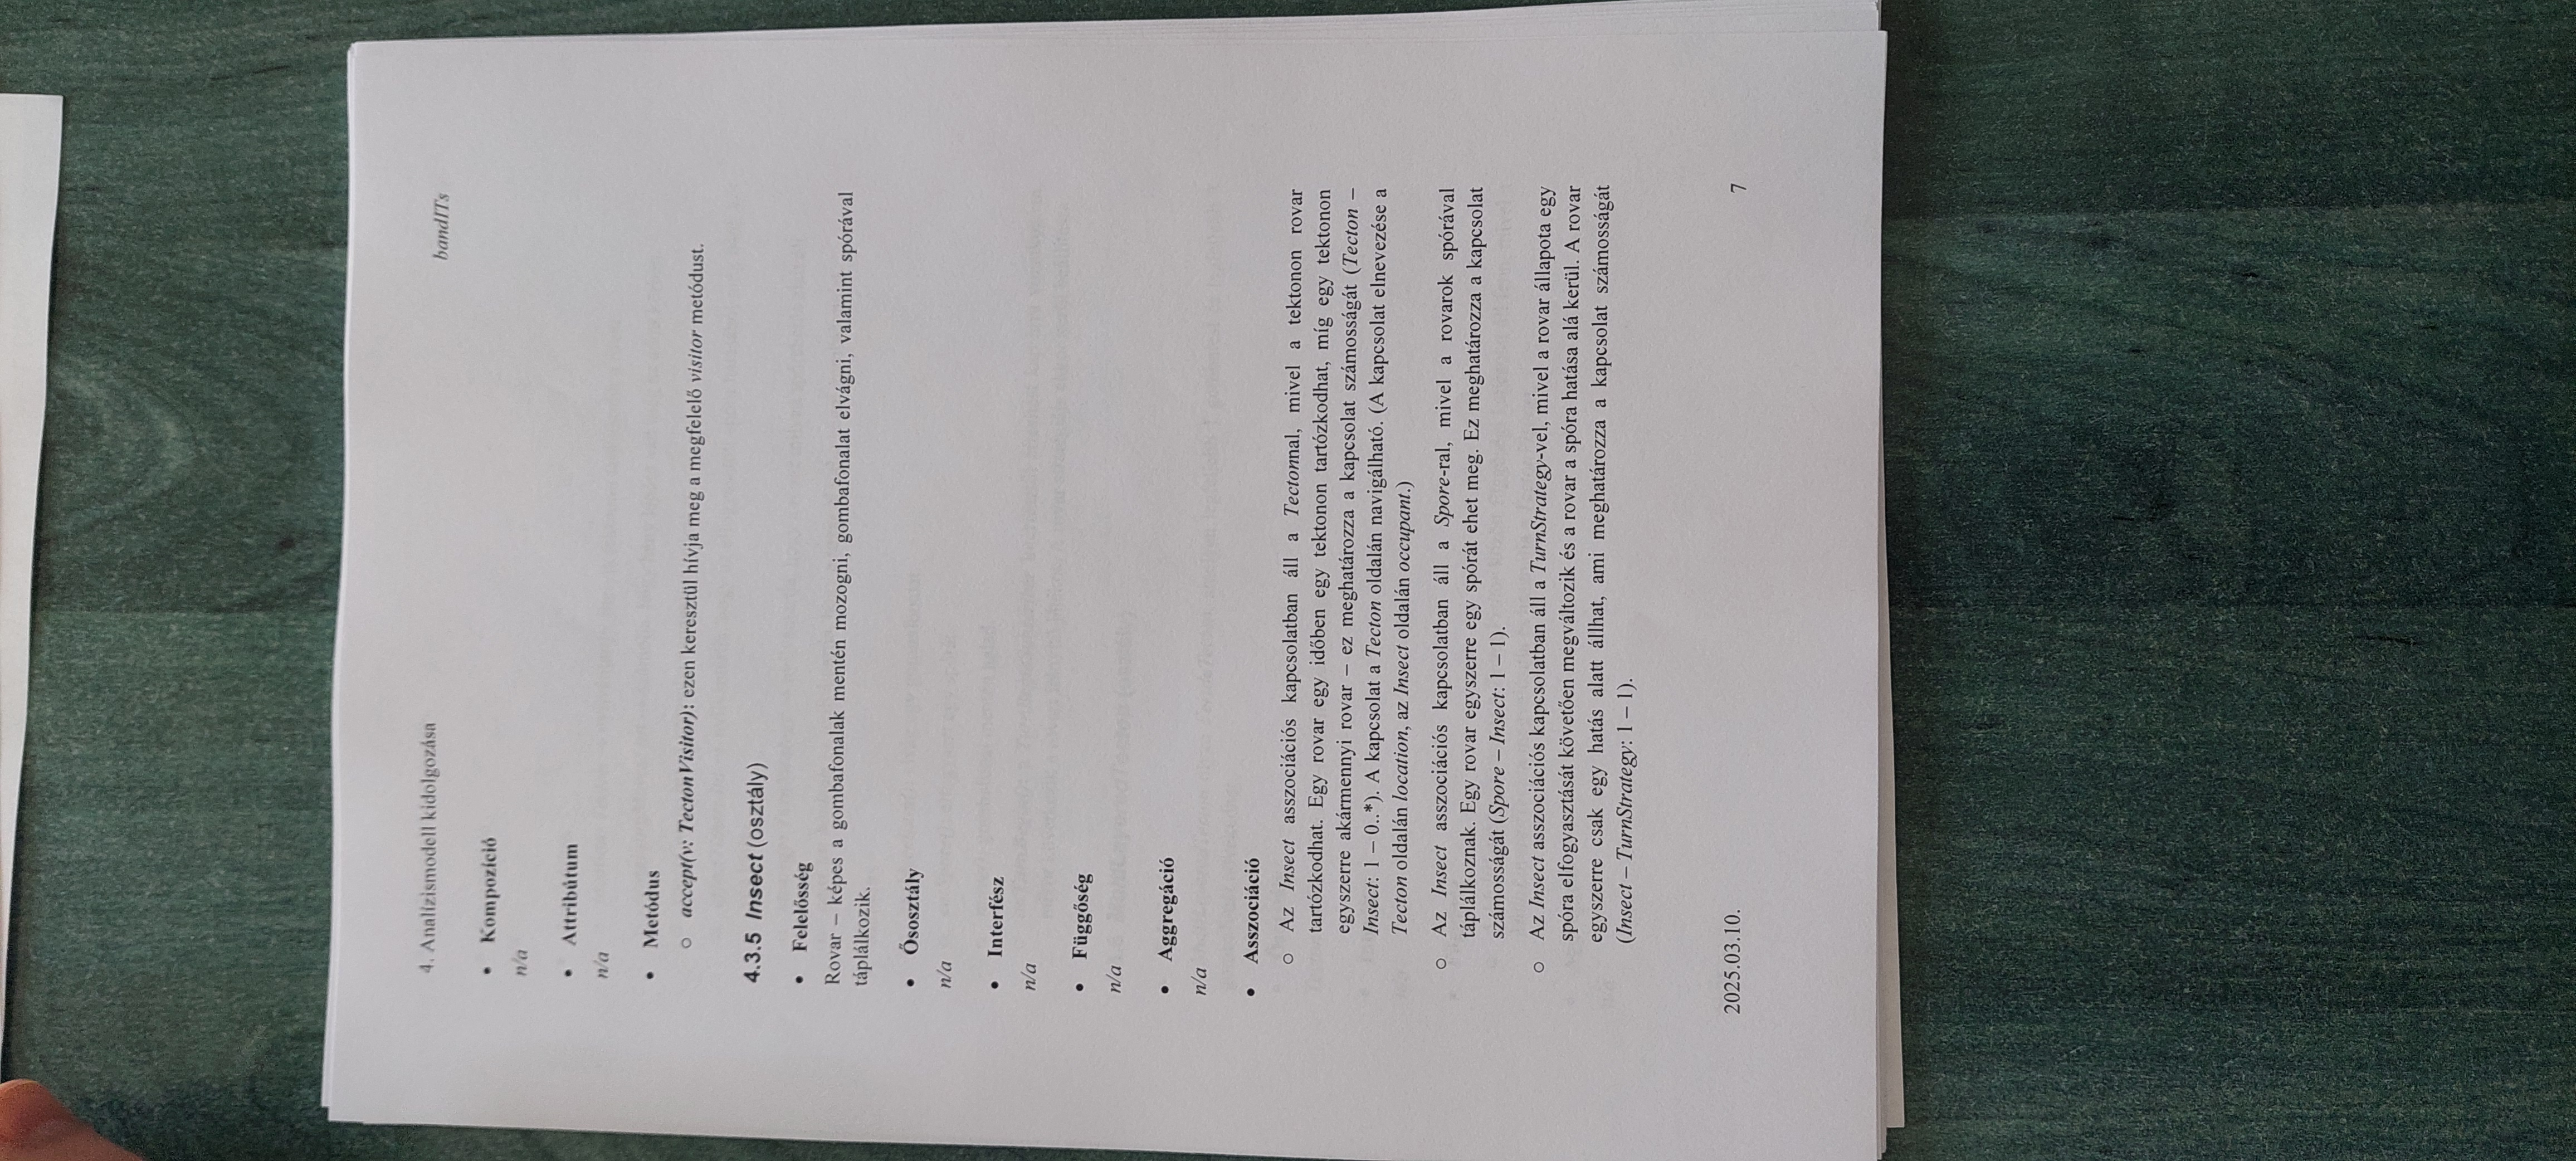 4. Analízismodell kidolgozása
bandITs
• Kompozíció
n/a
• Attribútum
n/a
• Metódus
○ accept(v: TectonVisitor): ezen keresztül hívja meg a megfelelő visitor metódust.
4.3.5 Insect (osztály)
• Felelősség
Rovar – képes a gombafonalak mentén mozogni, gombafonalat elvágni, valamint spórával
táplálkozik.
• Ősosztály
n/a
• Interfész
n/a
• Függőség
n/a
• Aggregáció
n/a
• Asszociáció
○ Az Insect asszociációs kapcsolatban áll a Tectonnal, mivel a tektonon rovar
tartózkodhat. Egy rovar egy időben egy tektonon tartózkodhat, míg egy tektonon
egyszerre akármennyi rovar – ez meghatározza a kapcsolat számosságát (Tecton –
Insect: 1 – 0..*). A kapcsolat a Tecton oldalán navigálható. (A kapcsolat elnevezése a
Tecton oldalán location, az Insect oldalán occupant.)
○ Az Insect asszociációs kapcsolatban áll a Spore-ral, mivel a rovarok spórával
táplálkoznak. Egy rovar egyszerre egy spórát ehet meg. Ez meghatározza a kapcsolat
számosságát (Spore – Insect: 1 – 1).
○ Az Insect asszociációs kapcsolatban áll a TurnStrategy-vel, mivel a rovar állapota egy
spóra elfogyasztását követően megváltozik és a rovar a spóra hatása alá kerül. A rovar
egyszerre csak egy hatás alatt állhat, ami meghatározza a kapcsolat számosságát
(Insect – TurnStrategy: 1 – 1).
2025.03.10.
7